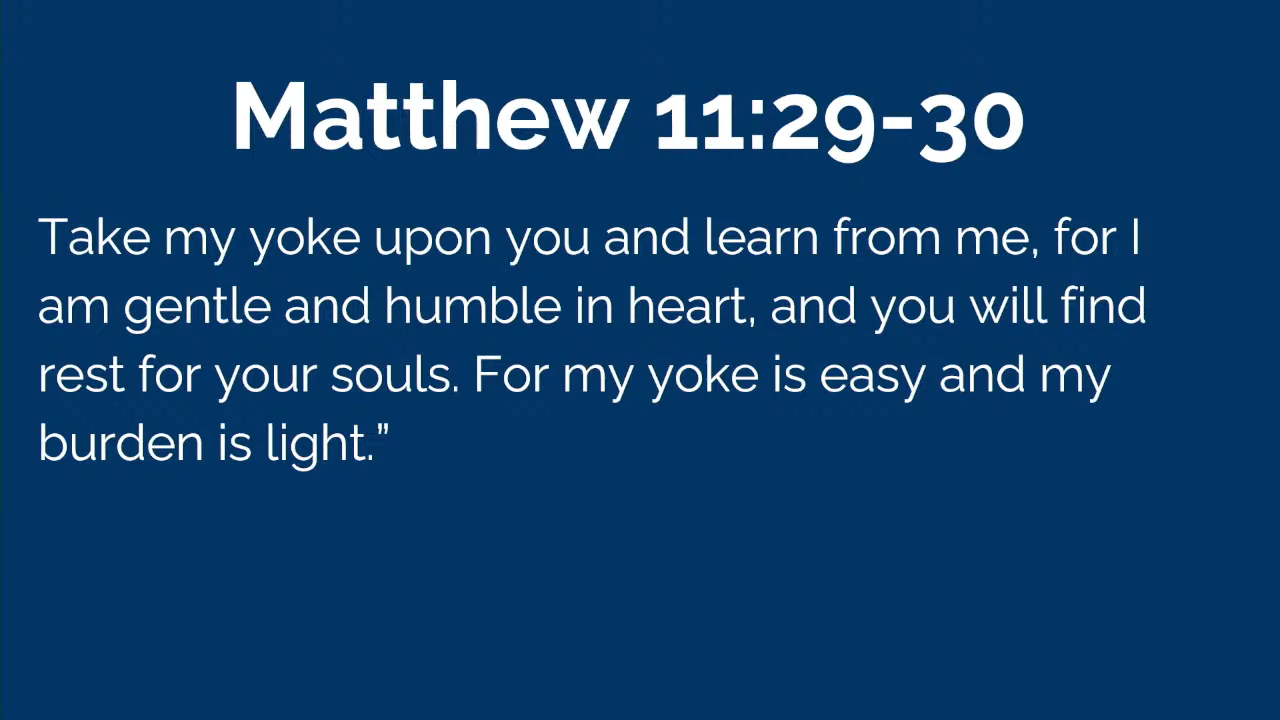 Matthew 11:29-30
Take my yoke upon you and learn from me, for I
am gentle and humble in heart, and you will find
rest for your souls. For my yoke is easy and my
burden is light.”